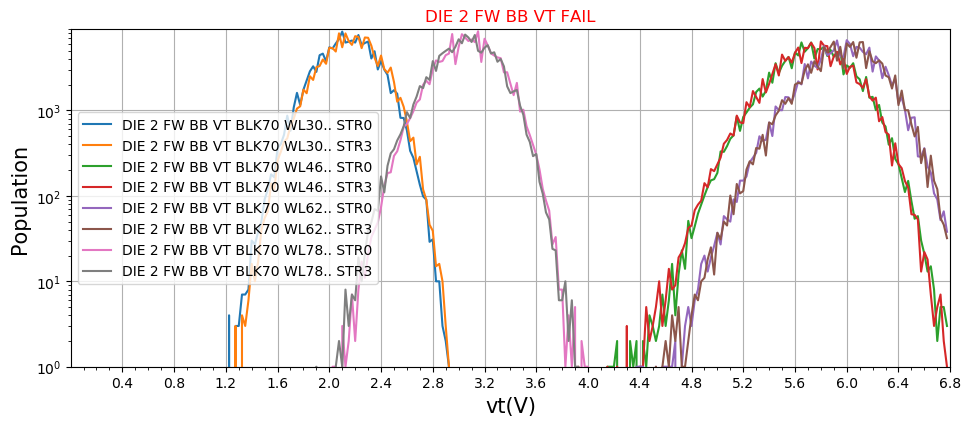 DIE 2 FW BB VT FAIL
Population
10³
10²
10¹
10⁰
DIE 2 FW BB VT BLK70 WL30.. STR0
DIE 2 FW BB VT BLK70 WL30.. STR3
DIE 2 FW BB VT BLK70 WL46.. STR0
DIE 2 FW BB VT BLK70 WL46.. STR3
DIE 2 FW BB VT BLK70 WL62.. STR0
DIE 2 FW BB VT BLK70 WL62.. STR3
DIE 2 FW BB VT BLK70 WL78.. STR0
DIE 2 FW BB VT BLK70 WL78.. STR3
0.4 0.8 1.2 1.6 2.0 2.4 2.8 3.2 3.6 4.0 4.4 4.8 5.2 5.6 6.0 6.4 6.8
vt(V)